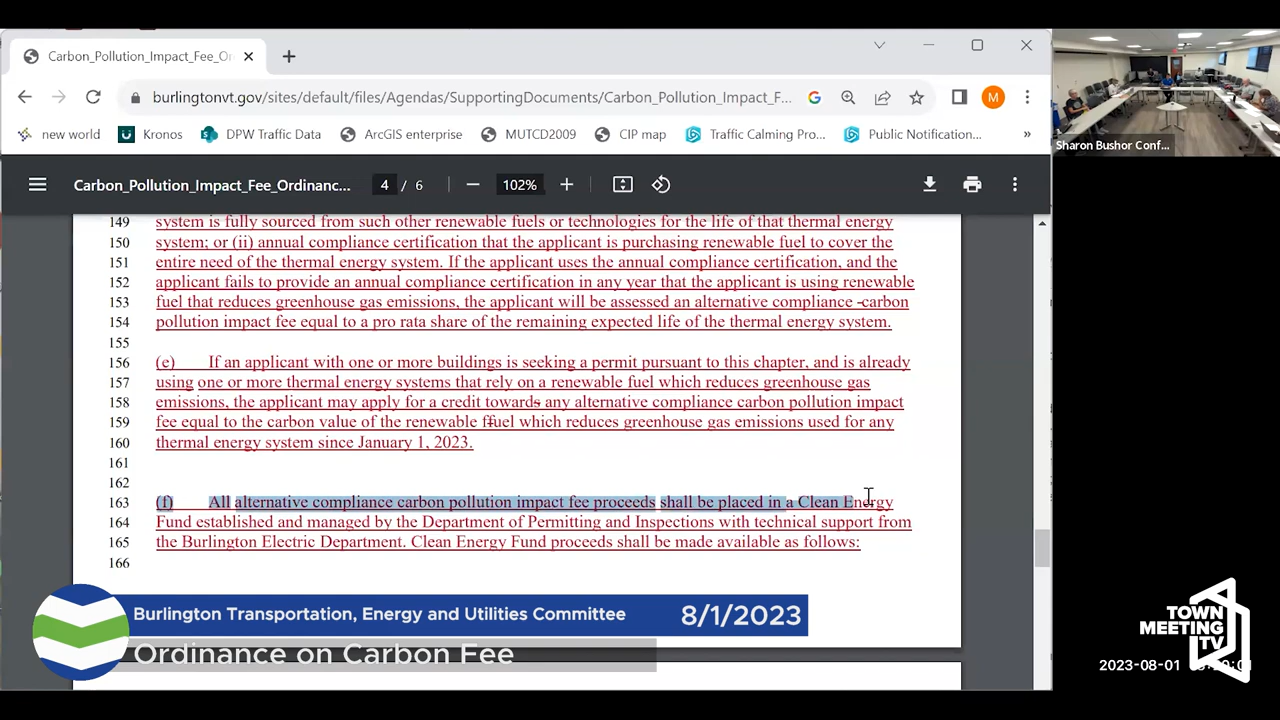 Carbon_Pollution_Impact_Fee_Or
burlingtonvt.gov/sites/default/files/Agendas/SupportingDocuments/Carbon_Pollution_Impact_F...
M
new world
Kronos
DPW Traffic Data
ArcGIS enterprise
MUTCD2009
CIP map
Traffic Calming Pro...
Public Notification...
»
Sharon Bushor Conf...
Carbon_Pollution_Impact_Fee_Ordinanc...
4 / 6
102%
149 system is fully sourced from such other renewable fuels or technologies for the life of that thermal energy
150 system; or (ii) annual compliance certification that the applicant is purchasing renewable fuel to cover the
151 entire need of the thermal energy system. If the applicant uses the annual compliance certification, and the
152 applicant fails to provide an annual compliance certification in any year that the applicant is using renewable
153 fuel that reduces greenhouse gas emissions, the applicant will be assessed an alternative compliance -carbon
154 pollution impact fee equal to a pro rata share of the remaining expected life of the thermal energy system.
155
156 (e) If an applicant with one or more buildings is seeking a permit pursuant to this chapter, and is already
157 using one or more thermal energy systems that rely on a renewable fuel which reduces greenhouse gas
158 emissions, the applicant may apply for a credit towards any alternative compliance carbon pollution impact
159 fee equal to the carbon value of the renewable ffuel which reduces greenhouse gas emissions used for any
160 thermal energy system since January 1, 2023.
161
162
163 (f) All alternative compliance carbon pollution impact fee proceeds shall be placed in a Clean Energy
164 Fund established and managed by the Department of Permitting and Inspections with technical support from
165 the Burlington Electric Department. Clean Energy Fund proceeds shall be made available as follows:
166
Burlington Transportation, Energy and Utilities Committee 8/1/2023
Ordinance on Carbon Fee
TOWN
MEETING
TV
2023-08-01